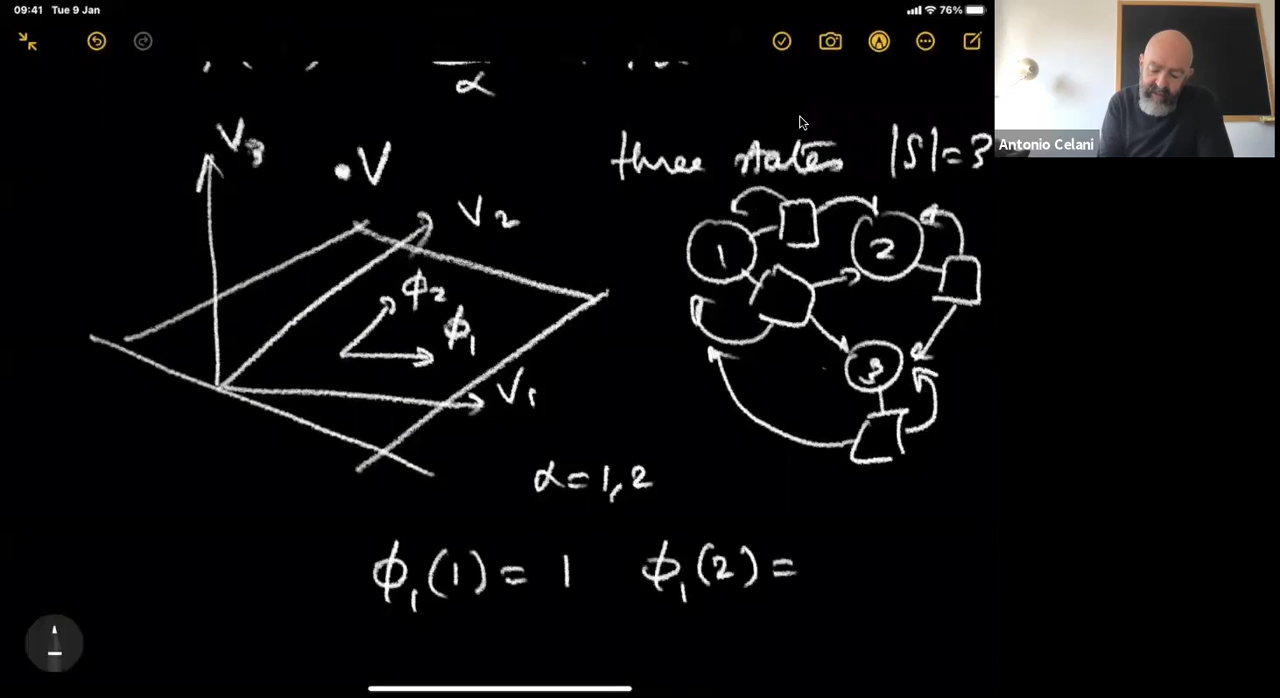 09:41 Tue 9 Jan
76%
Antonio Celani
α
V₃
V
V₂
ϕ₂
ϕ₁
V₁
three states |S|=3
1
2
3
α=1,2
ϕ₁(1) = 1 ϕ₁(2) =